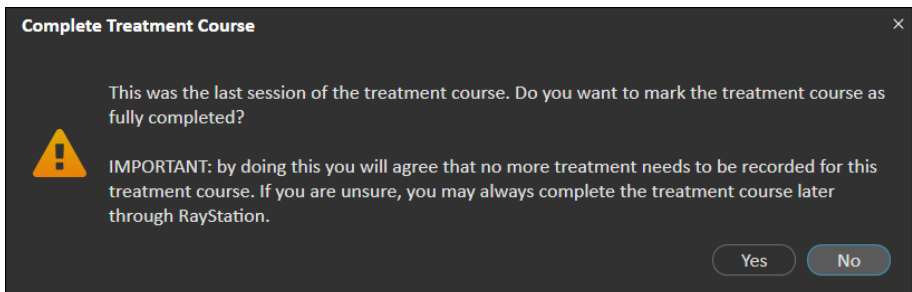 Complete Treatment Course
This was the last session of the treatment course. Do you want to mark the treatment course as
fully completed?
IMPORTANT: by doing this you will agree that no more treatment needs to be recorded for this
treatment course. If you are unsure, you may always complete the treatment course later
through RayStation.
Yes
No